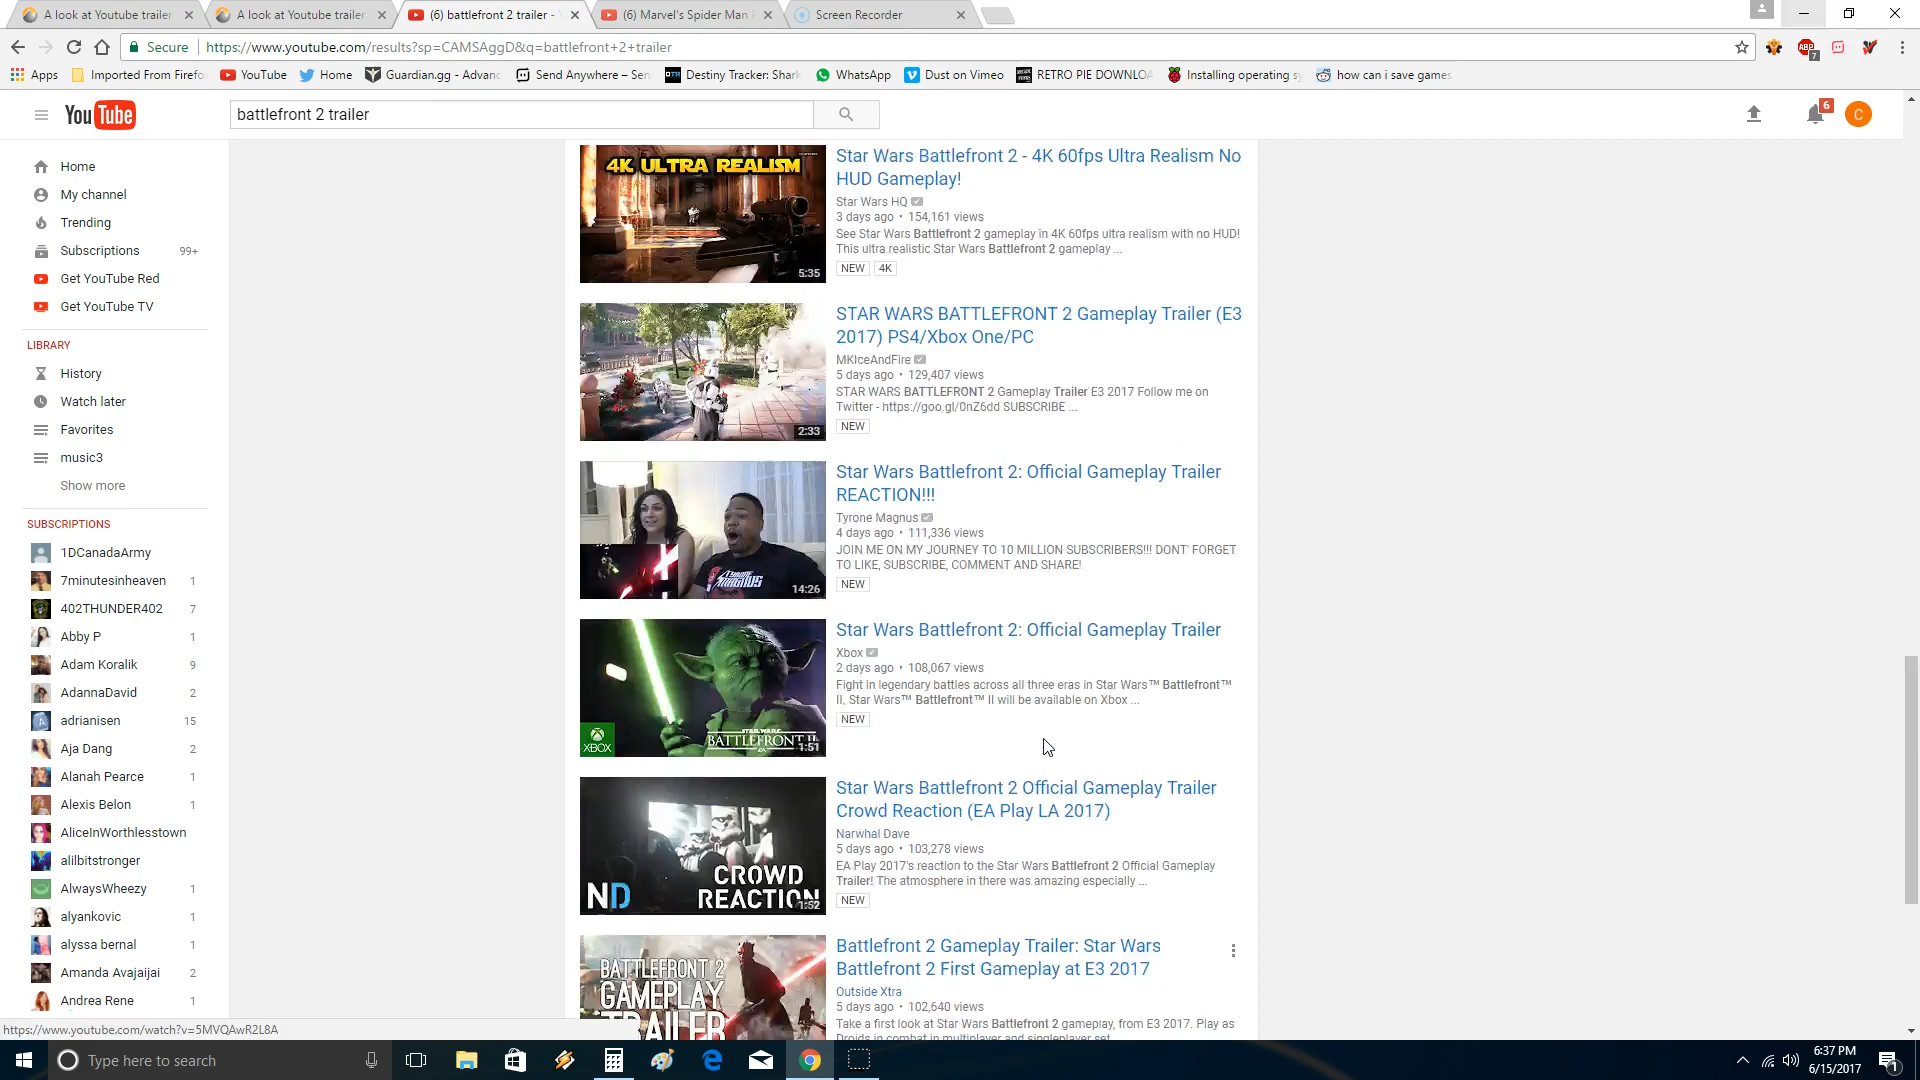 A look at Youtube trailer
A look at Youtube trailer
(6) battlefront 2 trailer -
(6) Marvel's Spider Man
Screen Recorder
Secure
https://www.youtube.com/results?sp=CAMSAggD&q=battlefront+2+trailer
ABP
7
Apps
Imported From Firefo
YouTube
Home
Guardian.gg - Advanc
Send Anywhere – Sen
DTR
Destiny Tracker: Shark
WhatsApp
Dust on Vimeo
RETRO PIE DOWNLOA
Installing operating sy
how can i save games
YouTube
battlefront 2 trailer
6
C
Home
My channel
Trending
Subscriptions 99+
Get YouTube Red
Get YouTube TV
LIBRARY
History
Watch later
Favorites
music3
Show more
SUBSCRIPTIONS
1DCanadaArmy
7minutesinheaven 1
402THUNDER402 7
Abby P 1
Adam Koralik 9
AdannaDavid 2
adrianisen 15
Aja Dang 2
Alanah Pearce 1
Alexis Belon 1
AliceInWorthlesstown
alilbitstronger
AlwaysWheezy 1
alyankovic 1
alyssa bernal 1
Amanda Avajaijai 2
Andrea Rene 1
4K ULTRA REALISM
5:35
Star Wars Battlefront 2 - 4K 60fps Ultra Realism No
HUD Gameplay!
Star Wars HQ
3 days ago • 154,161 views
See Star Wars Battlefront 2 gameplay in 4K 60fps ultra realism with no HUD!
This ultra realistic Star Wars Battlefront 2 gameplay ...
NEW 4K
2:33
STAR WARS BATTLEFRONT 2 Gameplay Trailer (E3
2017) PS4/Xbox One/PC
MKIceAndFire
5 days ago • 129,407 views
STAR WARS BATTLEFRONT 2 Gameplay Trailer E3 2017 Follow me on
Twitter - https://goo.gl/0nZ6dd SUBSCRIBE ...
NEW
14:26
Star Wars Battlefront 2: Official Gameplay Trailer
REACTION!!!
Tyrone Magnus
4 days ago • 111,336 views
JOIN ME ON MY JOURNEY TO 10 MILLION SUBSCRIBERS!!! DONT' FORGET
TO LIKE, SUBSCRIBE, COMMENT AND SHARE!
NEW
XBOX
STAR WARS
BATTLEFRONT II
1:51
Star Wars Battlefront 2: Official Gameplay Trailer
Xbox
2 days ago • 108,067 views
Fight in legendary battles across all three eras in Star Wars™ Battlefront™
II. Star Wars™ Battlefront™ II will be available on Xbox ...
NEW
ND
CROWD
REACTION
1:52
Star Wars Battlefront 2 Official Gameplay Trailer
Crowd Reaction (EA Play LA 2017)
Narwhal Dave
5 days ago • 103,278 views
EA Play 2017's reaction to the Star Wars Battlefront 2 Official Gameplay
Trailer! The atmosphere in there was amazing especially ...
NEW
BATTLEFRONT 2
GAMEPLAY
TRAILER
Battlefront 2 Gameplay Trailer: Star Wars
Battlefront 2 First Gameplay at E3 2017
Outside Xtra
5 days ago • 102,640 views
Take a first look at Star Wars Battlefront 2 gameplay, from E3 2017. Play as
Droids in combat in multiplayer and singleplayer set
https://www.youtube.com/watch?v=5MVQAwR2L8A
Type here to search
6:37 PM
6/15/2017
1